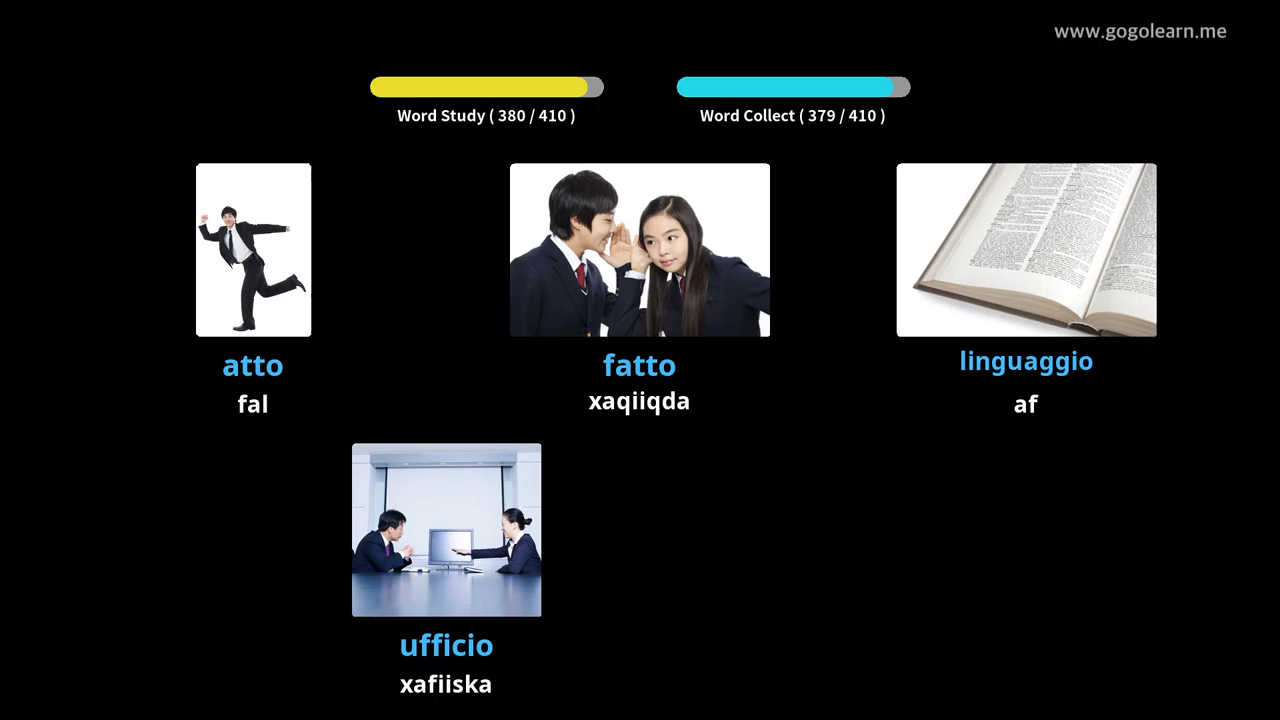 www.gogolearn.me
Word Study ( 380 / 410 )
Word Collect ( 379 / 410 )
atto
fatto
linguaggio
fal
xaqiiqda
af
ufficio
xafiiska